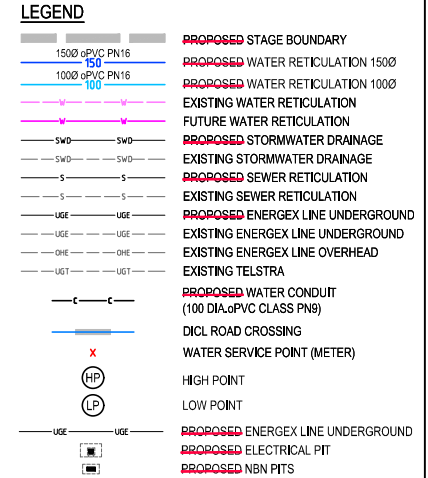 LEGEND
PROPOSED STAGE BOUNDARY
150Ø oPVC PN16
150
PROPOSED WATER RETICULATION 150Ø
100Ø oPVC PN16
100
PROPOSED WATER RETICULATION 100Ø
W W EXISTING WATER RETICULATION
W W FUTURE WATER RETICULATION
SWD SWD PROPOSED STORMWATER DRAINAGE
SWD SWD EXISTING STORMWATER DRAINAGE
S S PROPOSED SEWER RETICULATION
S S EXISTING SEWER RETICULATION
UGE UGE PROPOSED ENERGEX LINE UNDERGROUND
UGE UGE EXISTING ENERGEX LINE UNDERGROUND
OHE OHE EXISTING ENERGEX LINE OVERHEAD
UGT UGT EXISTING TELSTRA
C C PROPOSED WATER CONDUIT
(100 DIA.oPVC CLASS PN9)
DICL ROAD CROSSING
X WATER SERVICE POINT (METER)
HP HIGH POINT
LP LOW POINT
UGE UGE PROPOSED ENERGEX LINE UNDERGROUND
PROPOSED ELECTRICAL PIT
PROPOSED NBN PITS